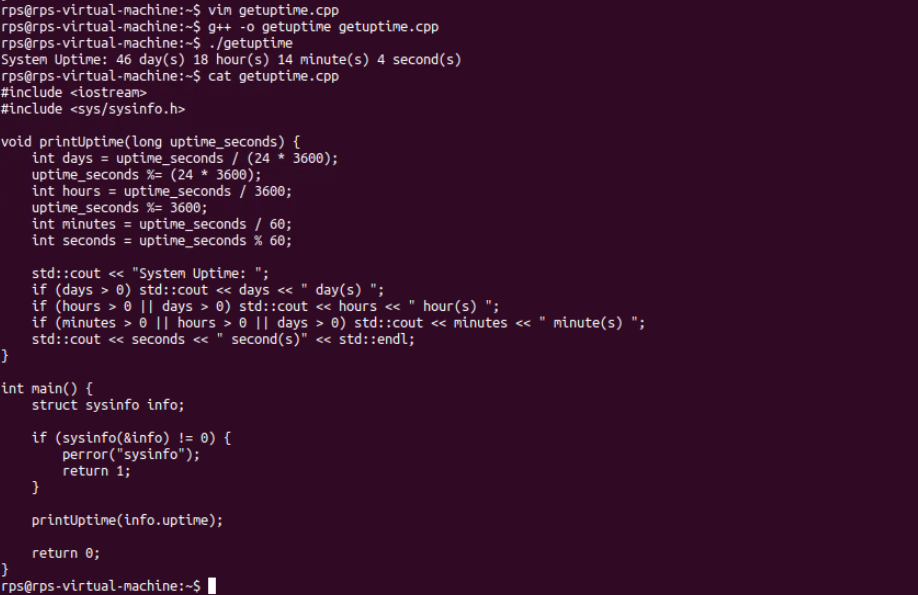 rps@rps-virtual-machine:~$ vim getuptime.cpp
rps@rps-virtual-machine:~$ g++ -o getuptime getuptime.cpp
rps@rps-virtual-machine:~$ ./getuptime
System Uptime: 46 day(s) 18 hour(s) 14 minute(s) 4 second(s)
rps@rps-virtual-machine:~$ cat getuptime.cpp
#include <iostream>
#include <sys/sysinfo.h>

void printUptime(long uptime_seconds) {
    int days = uptime_seconds / (24 * 3600);
    uptime_seconds %= (24 * 3600);
    int hours = uptime_seconds / 3600;
    uptime_seconds %= 3600;
    int minutes = uptime_seconds / 60;
    int seconds = uptime_seconds % 60;

    std::cout << "System Uptime: ";
    if (days > 0) std::cout << days << " day(s) ";
    if (hours > 0 || days > 0) std::cout << hours << " hour(s) ";
    if (minutes > 0 || hours > 0 || days > 0) std::cout << minutes << " minute(s) ";
    std::cout << seconds << " second(s)" << std::endl;
}

int main() {
    struct sysinfo info;

    if (sysinfo(&info) != 0) {
        perror("sysinfo");
        return 1;
    }

    printUptime(info.uptime);

    return 0;
}
rps@rps-virtual-machine:~$